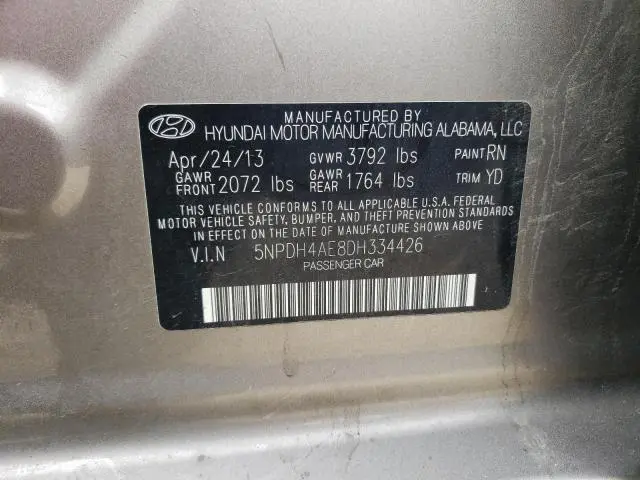 MANUFACTURED BY
HYUNDAI MOTOR MANUFACTURING ALABAMA, LLC
Apr/24/13 GVWR 3792 lbs PAINT RN
GAWR FRONT 2072 lbs GAWR REAR 1764 lbs TRIM YD
THIS VEHICLE CONFORMS TO ALL APPLICABLE U.S.A. FEDERAL
MOTOR VEHICLE SAFETY, BUMPER, AND THEFT PREVENTION STANDARDS
IN EFFECT ON THE DATE OF MANUFACTURE SHOWN ABOVE
V.I.N 5NPDH4AE8DH334426
PASSENGER CAR